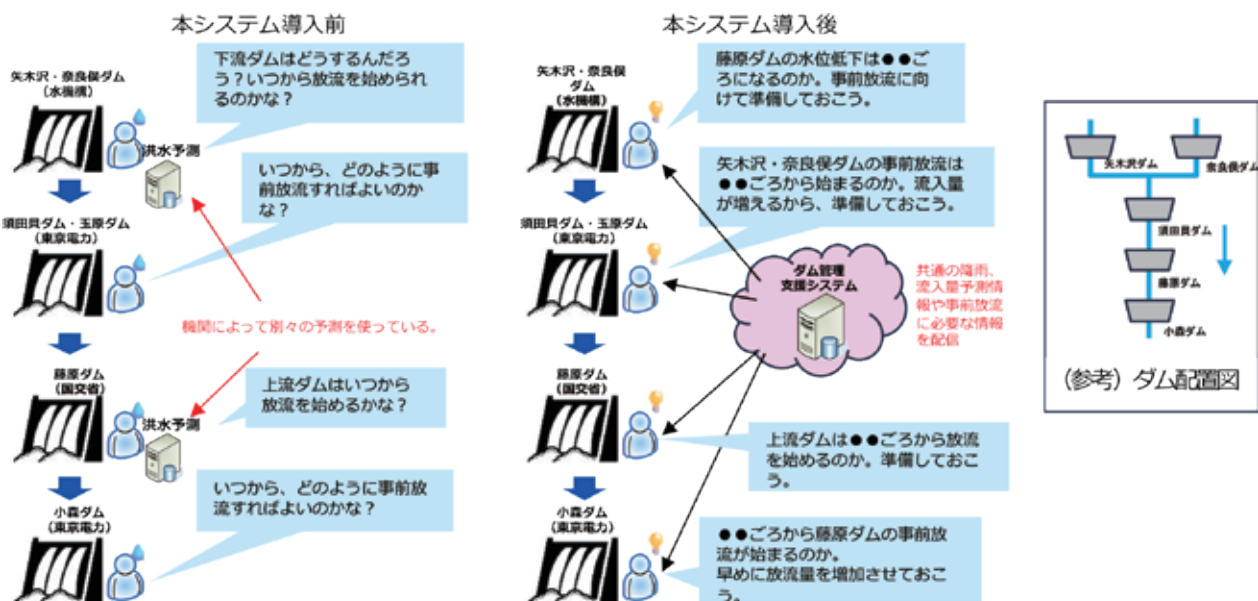 本システム導入前
下流ダムはどうするんだろ
う？いつから放流を始められ
るのかな？
矢木沢・奈良俣ダム
（水機構）
洪水予測
いつから、どのように事
前放流すればよいのか
な？
須田貝ダム・玉原ダム
（東京電力）
機関によって別々の予測を使っている。
藤原ダム
（国交省）
上流ダムはいつから
放流を始めるかな？
洪水予測
いつから、どのように事前放
流すればよいのかな？
小森ダム
（東京電力）
本システム導入後
藤原ダムの水位低下は●●ご
ろになるのか。事前放流に向
けて準備しておこう。
矢木沢・奈良俣
ダム
（水機構）
矢木沢・奈良俣ダムの事前放流は
●●ごろから始まるのか。流入量
が増えるから、準備しておこう。
須田貝ダム・玉原ダム
（東京電力）
ダム管理
支援システム
共通の降雨、
流入量予測情
報や事前放流
に必要な情報
を配信
藤原ダム
（国交省）
上流ダムは●●ごろから放流
を始めるのか。準備しておこ
う。
小森ダム
（東京電力）
●●ごろから藤原ダムの事前放
流が始まるのか。
早めに放流量を増加させておこ
う。
矢木沢ダム
奈良俣ダム
須田貝ダム
藤原ダム
小森ダム
（参考）ダム配置図